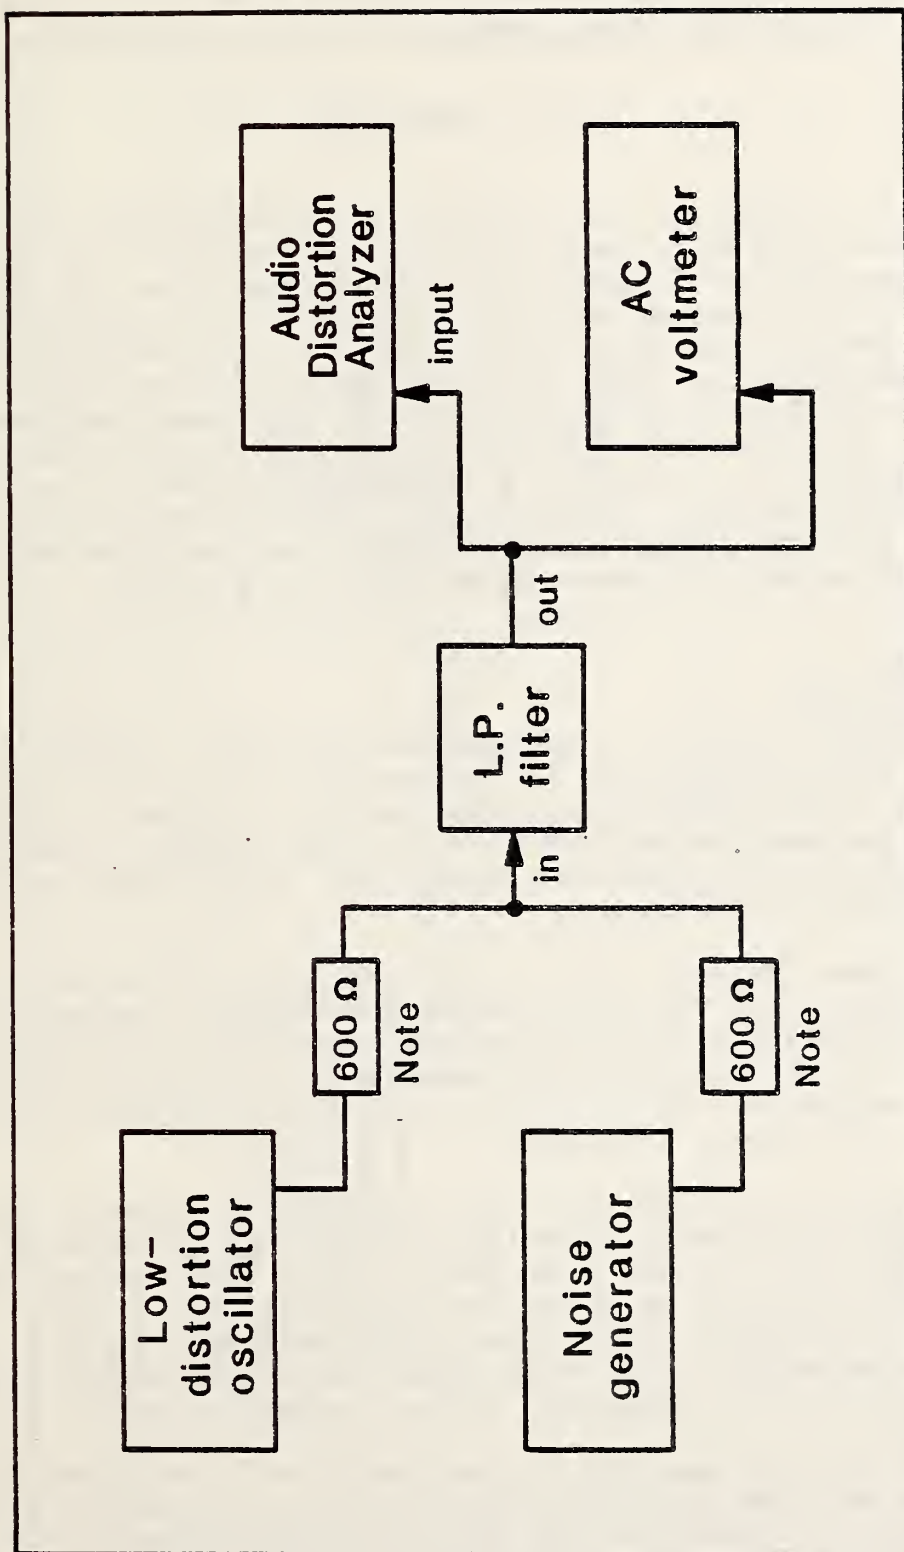 Low-
distortion
oscillator
600 Ω
Note
Noise
generator
600 Ω
Note
in
L.P.
filter
out
input
Audio
Distortion
Analyzer
AC
voltmeter